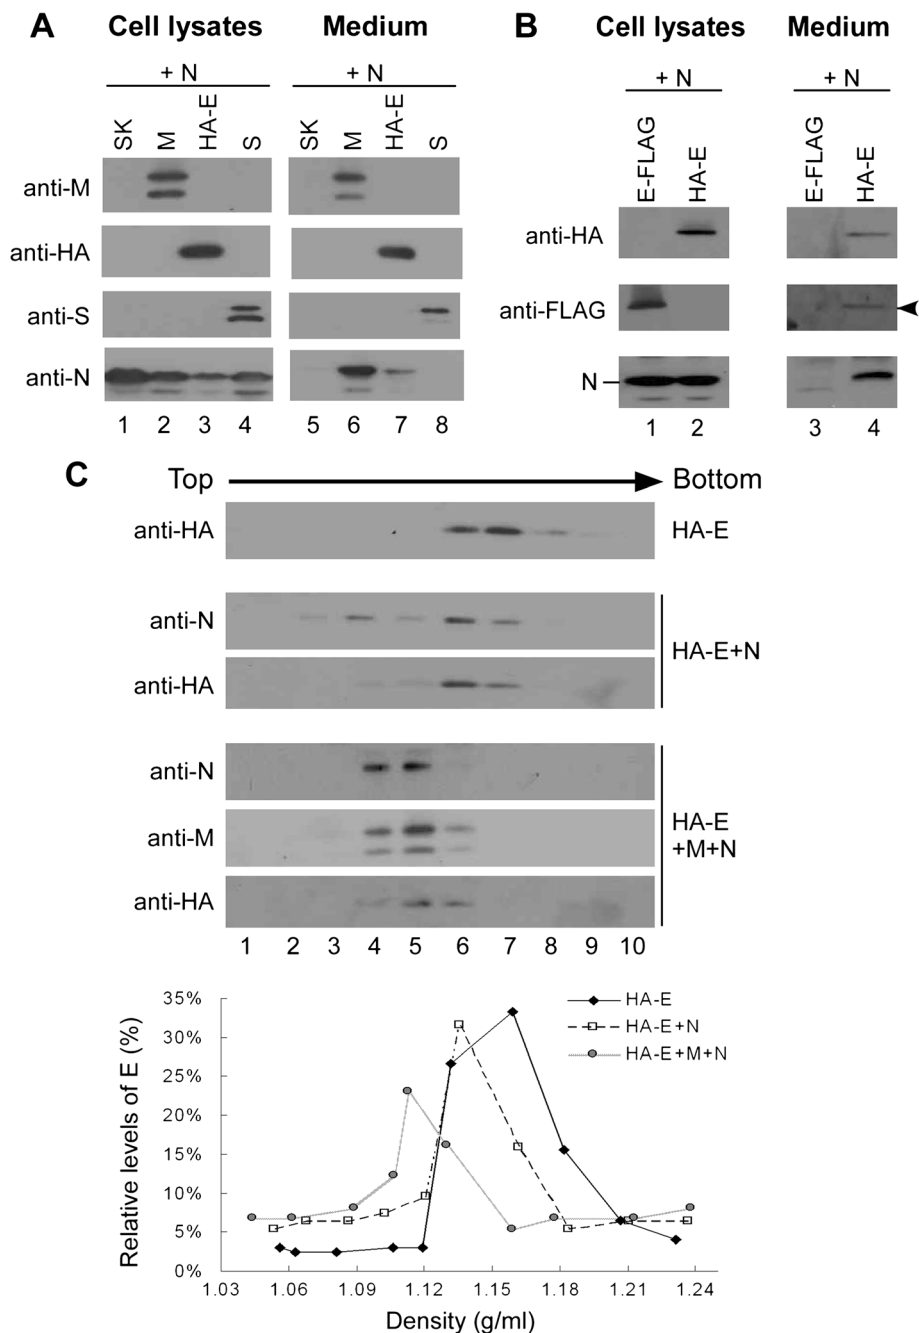 A
Cell lysates
Medium
+ N
+ N
SK
M
HA-E
S
SK
M
HA-E
S
anti-M
anti-HA
anti-S
anti-N
1 2 3 4 5 6 7 8
B
Cell lysates
Medium
+ N
+ N
E-FLAG
HA-E
E-FLAG
HA-E
anti-HA
anti-FLAG
N
1 2 3 4
C
Top
Bottom
anti-HA
HA-E
anti-N
anti-HA
HA-E+N
anti-N
anti-M
anti-HA
HA-E
+M+N
1 2 3 4 5 6 7 8 9 10
35%
30%
25%
20%
15%
10%
5%
0%
Relative levels of E (%)
HA-E
HA-E+N
HA-E+M+N
1.03 1.06 1.09 1.12 1.15 1.18 1.21 1.24
Density (g/ml)